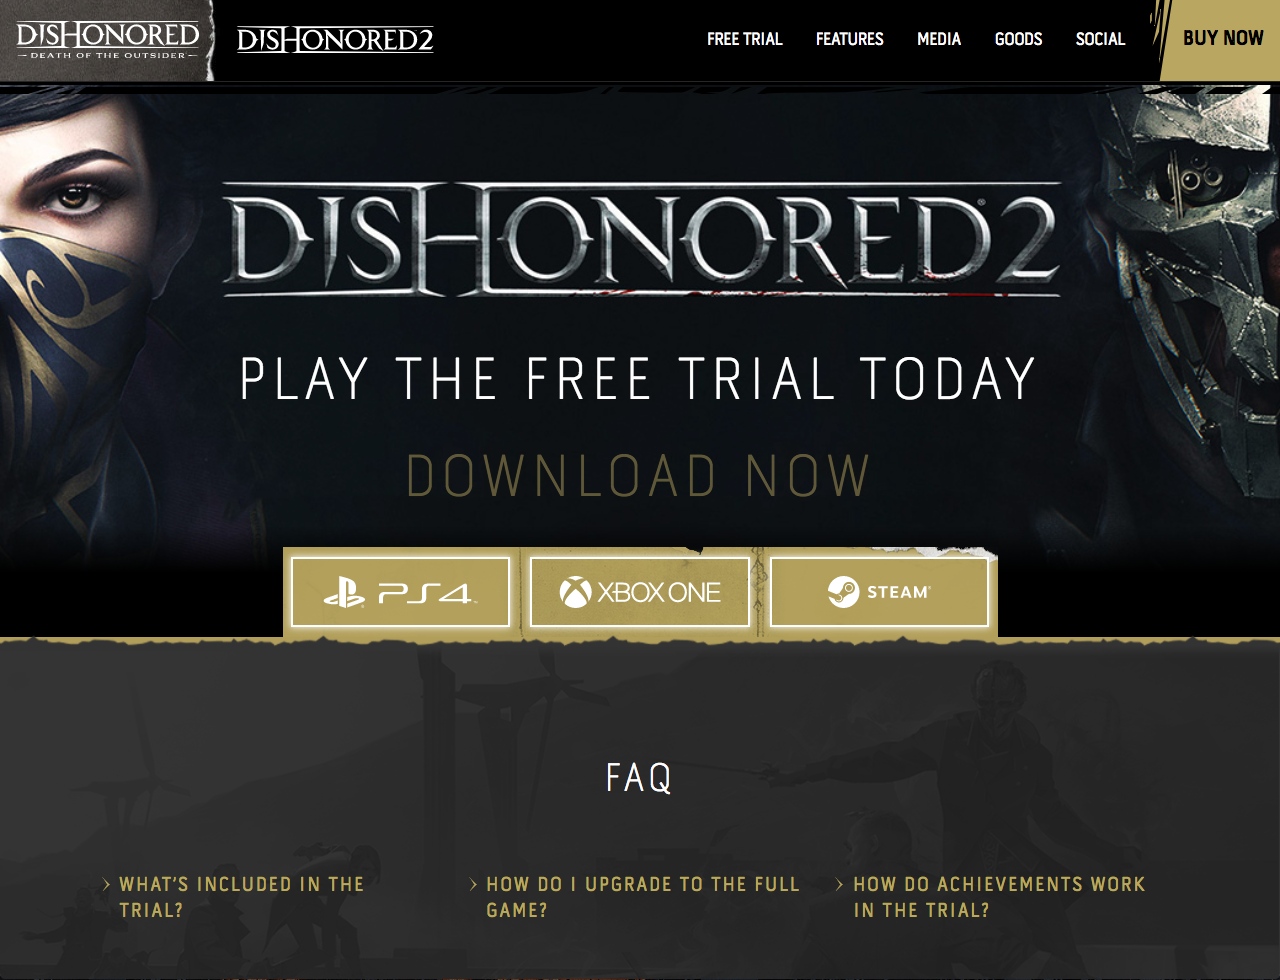 DISHONORED
DEATH OF THE OUTSIDER
DISHONORED2
FREE TRIAL
FEATURES
MEDIA
GOODS
SOCIAL
BUY NOW
DISHONORED®2
PLAY THE FREE TRIAL TODAY
DOWNLOAD NOW
PS4
XBOX ONE
STEAM®
FAQ
WHAT'S INCLUDED IN THE
TRIAL?
HOW DO I UPGRADE TO THE FULL
GAME?
HOW DO ACHIEVEMENTS WORK
IN THE TRIAL?